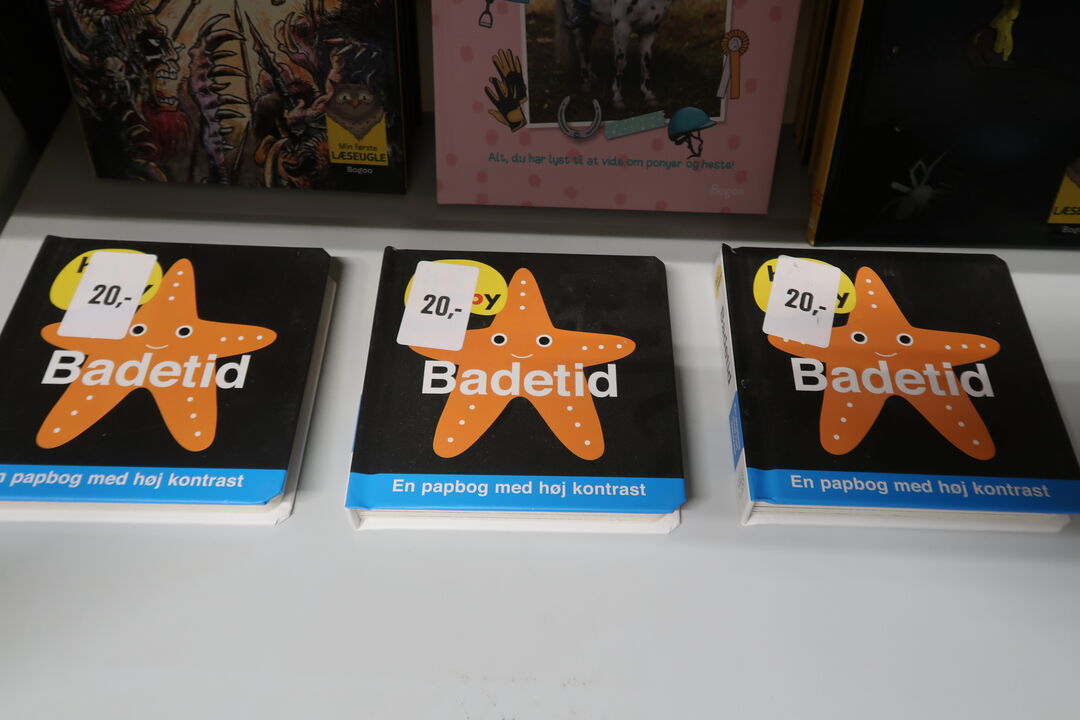 Min første
LÆSEUGLE
Bogoo
Alt, du har lyst til at vide om ponyer og heste!
Bogoo
20,-
Badetid
papbog med høj kontrast
20,-
Badetid
En papbog med høj kontrast
20,-
Badetid
En papbog med høj kontrast